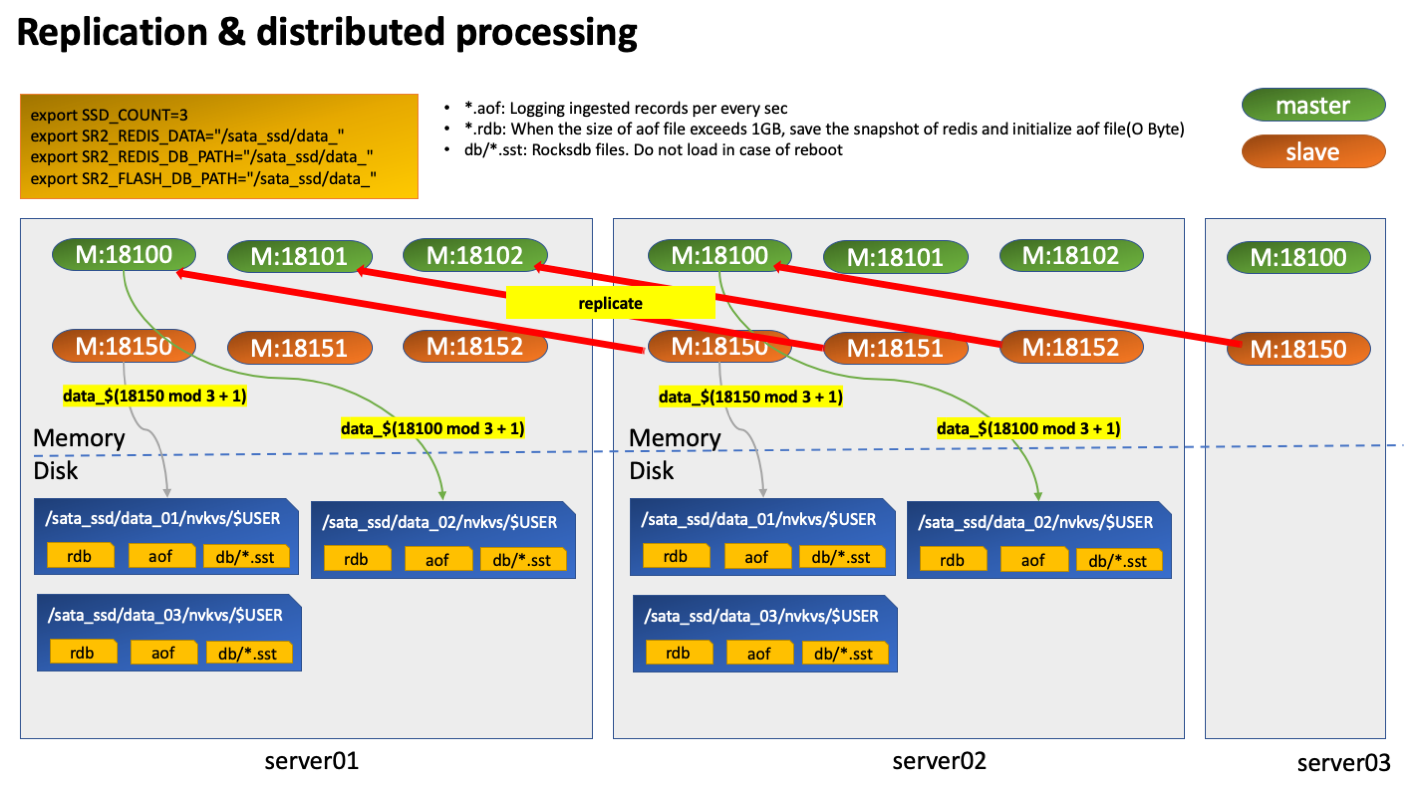 Replication & distributed processing
export SSD_COUNT=3
export SR2_REDIS_DATA="/sata_ssd/data_"
export SR2_REDIS_DB_PATH="/sata_ssd/data_"
export SR2_FLASH_DB_PATH="/sata_ssd/data_"
• *.aof: Logging ingested records per every sec
• *.rdb: When the size of aof file exceeds 1GB, save the snapshot of redis and initialize aof file(O Byte)
• db/*.sst: Rocksdb files. Do not load in case of reboot
master
slave
M:18100
M:18101
M:18102
M:18100
M:18101
M:18102
M:18100
replicate
M:18150
M:18151
M:18152
M:18150
M:18151
M:18152
M:18150
data_$(18150 mod 3 + 1)
data_$(18100 mod 3 + 1)
data_$(18150 mod 3 + 1)
data_$(18100 mod 3 + 1)
Memory
Disk
Memory
Disk
/sata_ssd/data_01/nvkvs/$USER
rdb
aof
db/*.sst
/sata_ssd/data_02/nvkvs/$USER
rdb
aof
db/*.sst
/sata_ssd/data_03/nvkvs/$USER
rdb
aof
db/*.sst
/sata_ssd/data_01/nvkvs/$USER
rdb
aof
db/*.sst
/sata_ssd/data_02/nvkvs/$USER
rdb
aof
db/*.sst
/sata_ssd/data_03/nvkvs/$USER
rdb
aof
db/*.sst
server01
server02
server03